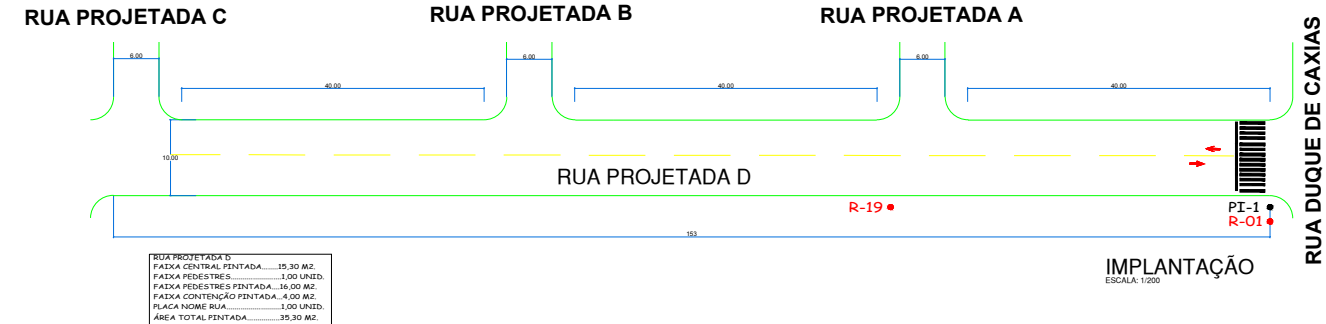 RUA PROJETADA C
RUA PROJETADA B
RUA PROJETADA A
RUA DUQUE DE CAXIAS
6.00
6.00
6.00
40.00
40.00
40.00
10.00
RUA PROJETADA D
R-19
PI-1
R-01
153
RUA PROJETADA D
FAIXA CENTRAL PINTADA.........15,30 M2.
FAIXA PEDESTRES......................1,00 UNID.
FAIXA PEDESTRES PINTADA...16,00 M2.
FAIXA CONTENÇÃO PINTADA...4,00 M2.
PLACA NOME RUA.......................1,00 UNID.
ÁREA TOTAL PINTADA..............35,30 M2.
IMPLANTAÇÃO
ESCALA: 1/200